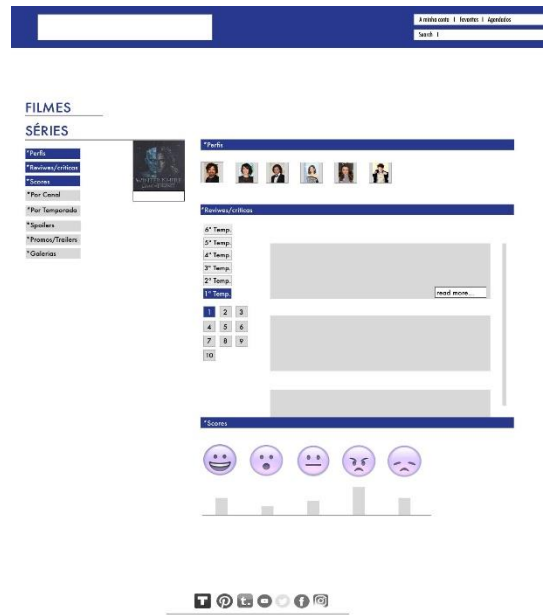 A minha conta I Favoritos I Agendados
Search I
FILMES
SÉRIES
*Perfis
*Reviwes/críticas
*Scores
*Por Canal
*Por Temporada
*Spoilers
*Promos/Trailers
*Galerias
*Perfis
*Reviwes/críticas
6ª Temp.
5ª Temp.
4ª Temp.
3ª Temp.
2ª Temp.
1ª Temp.
read more...
1 2 3
4 5 6
7 8 9
10
*Scores